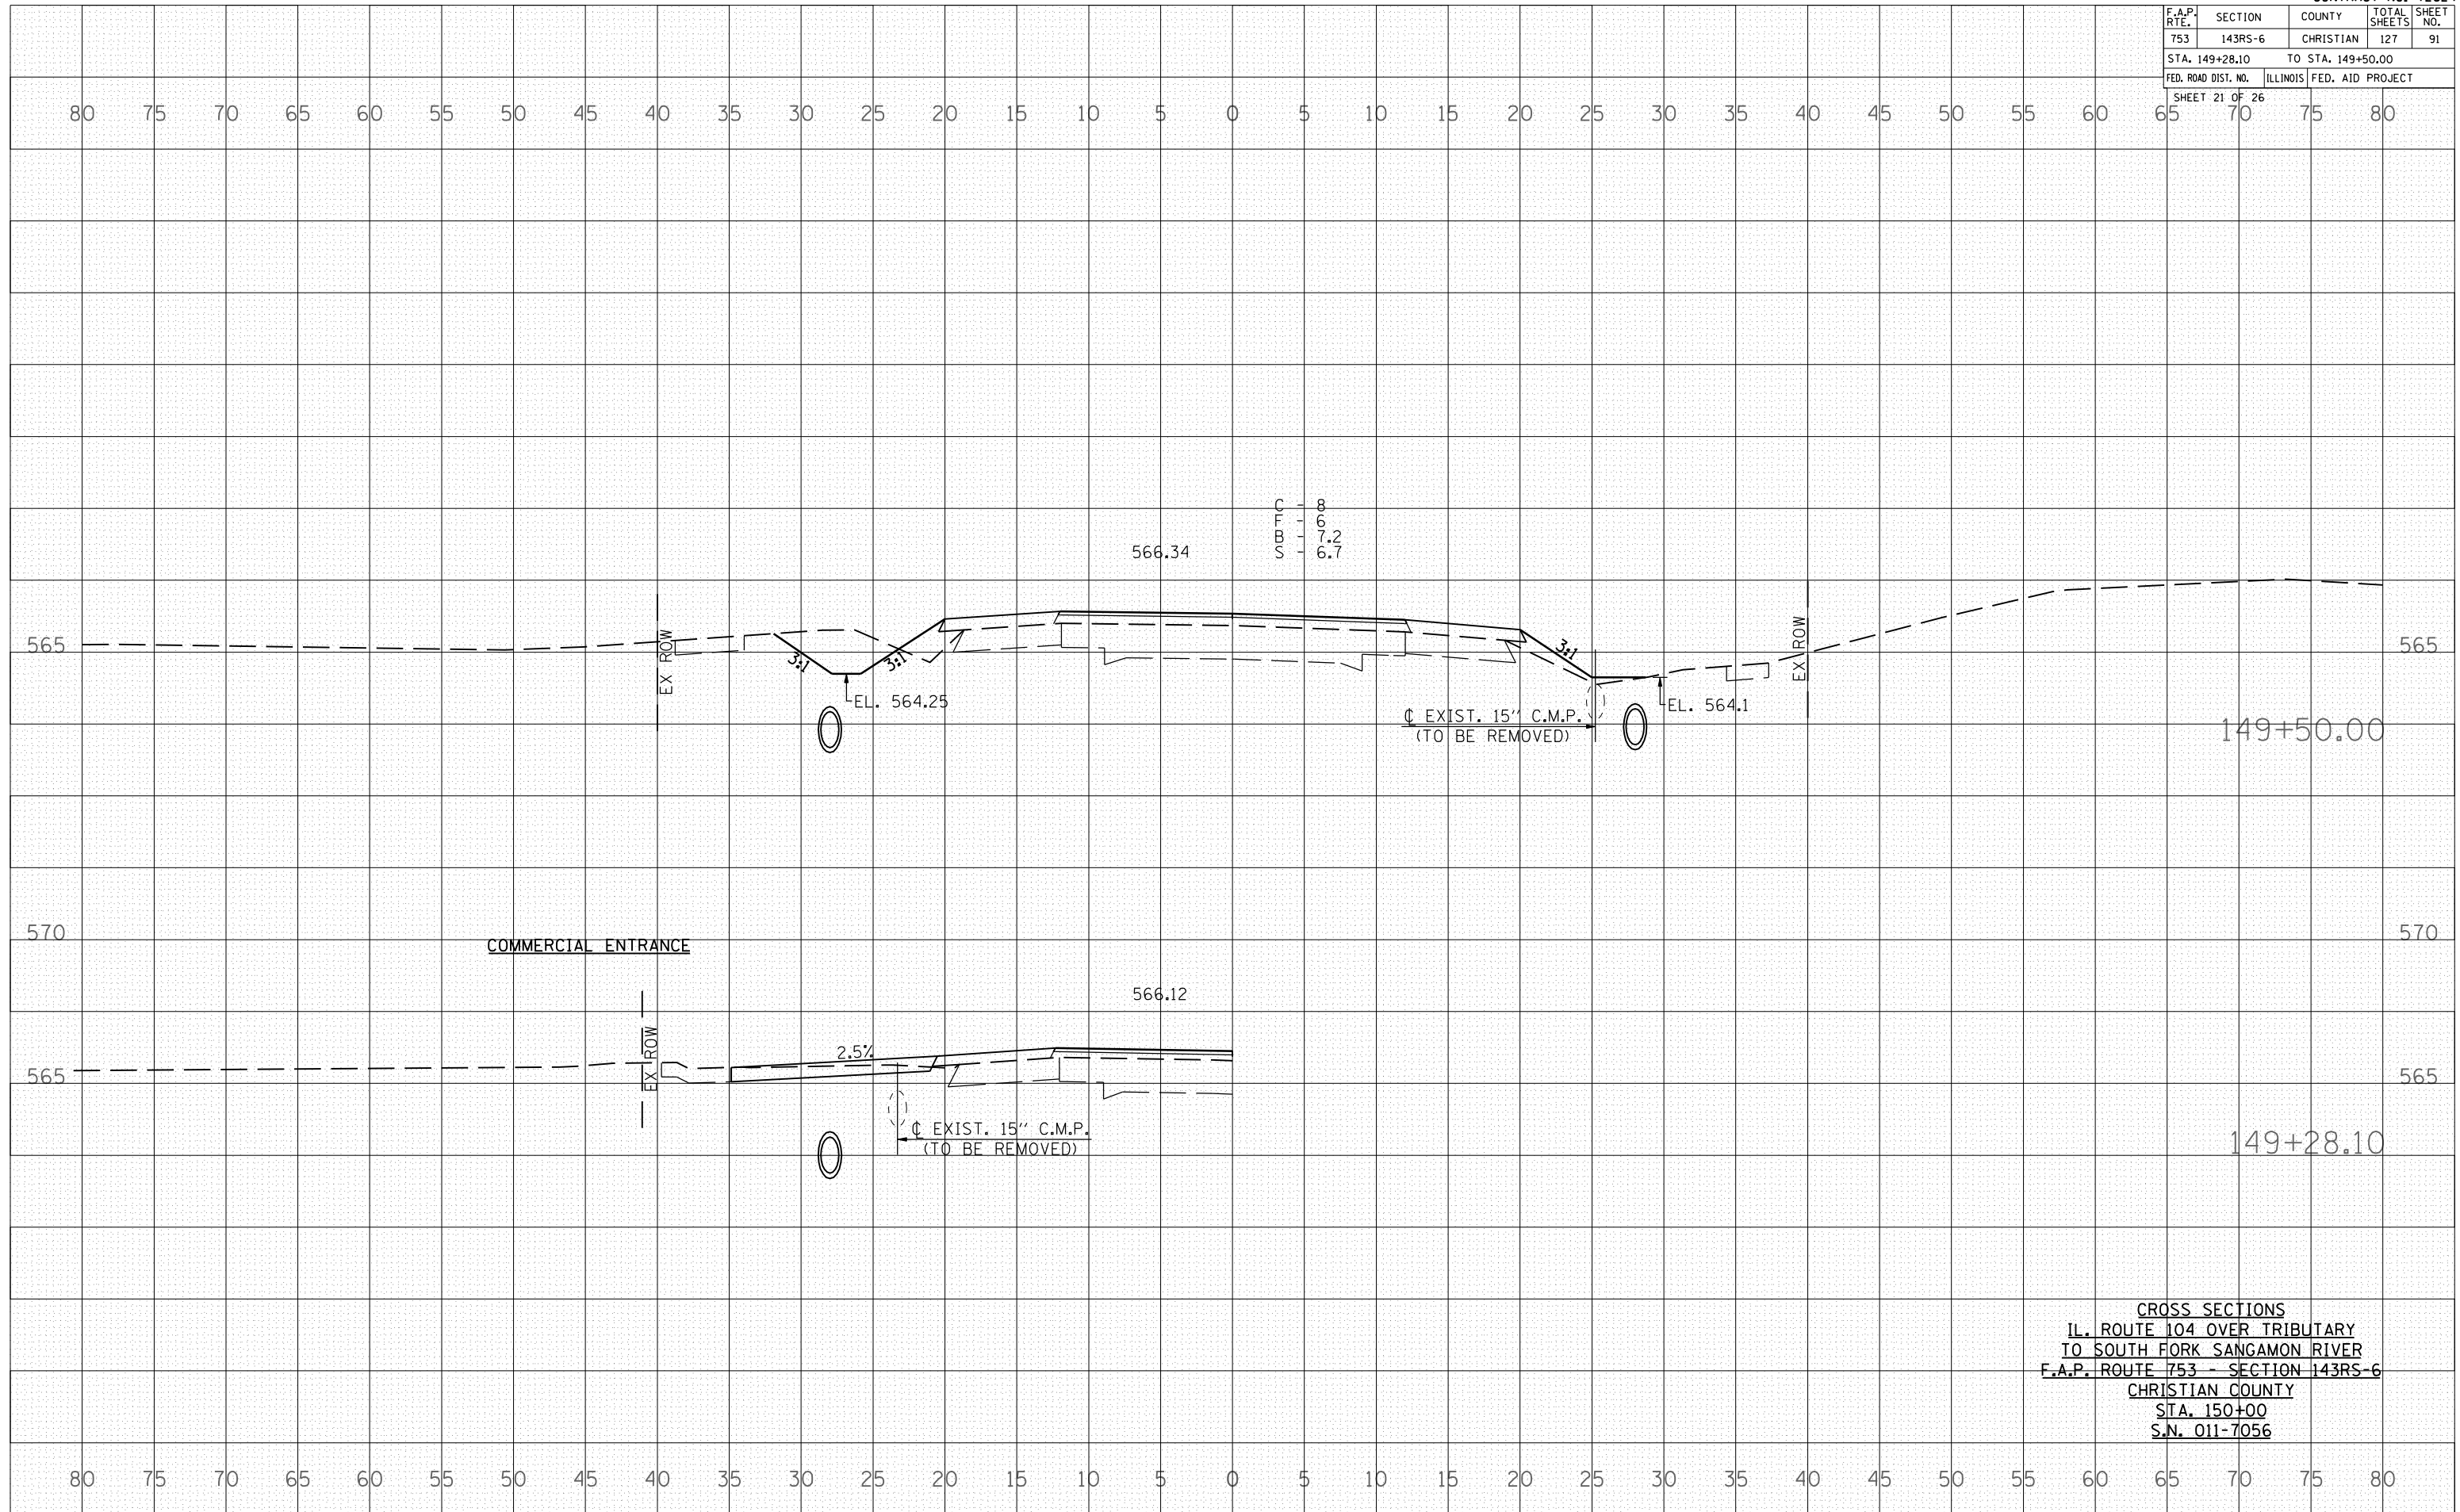 F.A.P. RTE. SECTION COUNTY TOTAL SHEETS SHEET NO.
753 143RS-6 CHRISTIAN 127 91
STA. 149+28.10 TO STA. 149+50.00
FED. ROAD DIST. NO. ILLINOIS FED. AID PROJECT
SHEET 21 OF 26
80 75 70 65 60 55 50 45 40 35 30 25 20 15 10 5 0 5 10 15 20 25 30 35 40 45 50 55 60 65 70 75 80
C - 8
F - 6
B - 7.2
S - 6.7
566.34
565 EX ROW 3:1 3:1 3:1 EX ROW 565
EL. 564.25 EL. 564.1
℄ EXIST. 15" C.M.P.
(TO BE REMOVED)
149+50.00
570 570
COMMERCIAL ENTRANCE
566.12
2.5%
565 EX ROW 565
℄ EXIST. 15" C.M.P.
(TO BE REMOVED)
149+28.10
CROSS SECTIONS
IL. ROUTE 104 OVER TRIBUTARY
TO SOUTH FORK SANGAMON RIVER
F.A.P. ROUTE 753 - SECTION 143RS-6
CHRISTIAN COUNTY
STA. 150+00
S.N. 011-7056
80 75 70 65 60 55 50 45 40 35 30 25 20 15 10 5 0 5 10 15 20 25 30 35 40 45 50 55 60 65 70 75 80